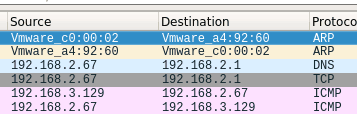 Source Destination Protoco
Vmware_c0:00:02 Vmware_a4:92:60 ARP
Vmware_a4:92:60 Vmware_c0:00:02 ARP
192.168.2.67 192.168.2.1 DNS
192.168.2.67 192.168.2.1 TCP
192.168.3.129 192.168.2.67 ICMP
192.168.2.67 192.168.3.129 ICMP